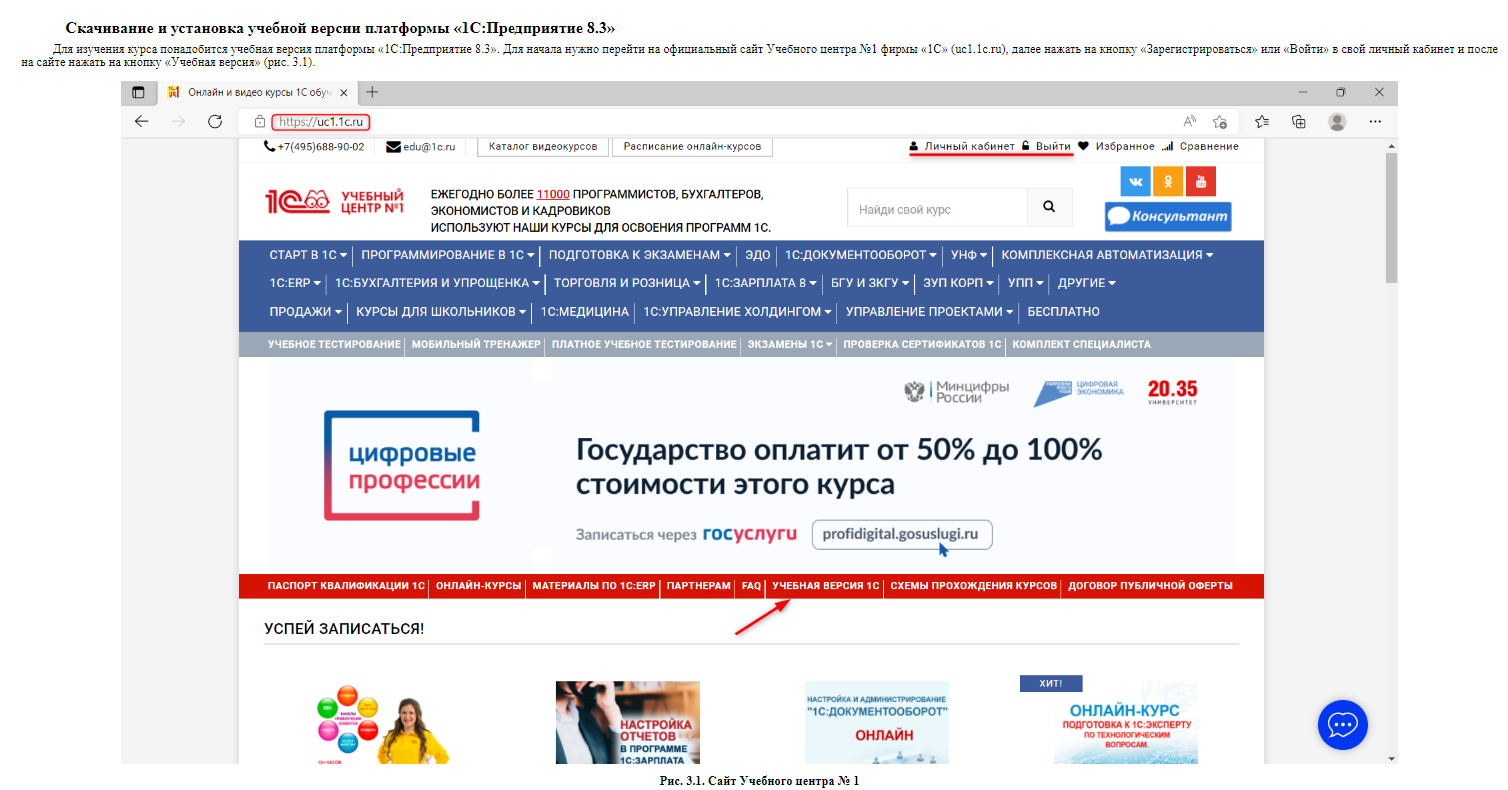 Скачивание и установка учебной версии платформы «1С:Предприятие 8.3»
Для изучения курса понадобится учебная версия платформы «1С:Предприятие 8.3». Для начала нужно перейти на официальный сайт Учебного центра №1 фирмы «1С» (uc1.1c.ru), далее нажать на кнопку «Зарегистрироваться» или «Войти» в свой личный кабинет и после
на сайте нажать на кнопку «Учебная версия» (рис. 3.1).
Онлайн и видео курсы 1С обуч
https://uc1.1c.ru
+7(495)688-90-02 edu@1c.ru Каталог видеокурсов Расписание онлайн-курсов Личный кабинет Выйти Избранное Сравнение
1С УЧЕБНЫЙ
ЦЕНТР №1
ЕЖЕГОДНО БОЛЕЕ 11000 ПРОГРАММИСТОВ, БУХГАЛТЕРОВ,
ЭКОНОМИСТОВ И КАДРОВИКОВ
ИСПОЛЬЗУЮТ НАШИ КУРСЫ ДЛЯ ОСВОЕНИЯ ПРОГРАММ 1С.
Найди свой курс
Консультант
СТАРТ В 1С ПРОГРАММИРОВАНИЕ В 1С ПОДГОТОВКА К ЭКЗАМЕНАМ ЭДО 1С:ДОКУМЕНТООБОРОТ УНФ КОМПЛЕКСНАЯ АВТОМАТИЗАЦИЯ
1С:ERP 1С:БУХГАЛТЕРИЯ И УПРОЩЕНКА ТОРГОВЛЯ И РОЗНИЦА 1С:ЗАРПЛАТА 8 БГУ И ЗКГУ ЗУП КОРП УПП ДРУГИЕ
ПРОДАЖИ КУРСЫ ДЛЯ ШКОЛЬНИКОВ 1С:МЕДИЦИНА 1С:УПРАВЛЕНИЕ ХОЛДИНГОМ УПРАВЛЕНИЕ ПРОЕКТАМИ БЕСПЛАТНО
УЧЕБНОЕ ТЕСТИРОВАНИЕ МОБИЛЬНЫЙ ТРЕНАЖЕР ПЛАТНОЕ УЧЕБНОЕ ТЕСТИРОВАНИЕ ЭКЗАМЕНЫ 1С ПРОВЕРКА СЕРТИФИКАТОВ 1С КОМПЛЕКТ СПЕЦИАЛИСТА
Минцифры
России
ЦИФРОВАЯ
ЭКОНОМИКА
20.35
УНИВЕРСИТЕТ
цифровые
профессии
Государство оплатит от 50% до 100%
стоимости этого курса
Записаться через госуслуги profidigital.gosuslugi.ru
ПАСПОРТ КВАЛИФИКАЦИИ 1С ОНЛАЙН-КУРСЫ МАТЕРИАЛЫ ПО 1С:ERP ПАРТНЕРАМ FAQ УЧЕБНАЯ ВЕРСИЯ 1С СХЕМЫ ПРОХОЖДЕНИЯ КУРСОВ ДОГОВОР ПУБЛИЧНОЙ ОФЕРТЫ
УСПЕЙ ЗАПИСАТЬСЯ!
НАСТРОЙКА
ОТЧЕТОВ
В ПРОГРАММЕ
1С:ЗАРПЛАТА
НАСТРОЙКА И АДМИНИСТРИРОВАНИЕ
"1С:ДОКУМЕНТООБОРОТ"
ОНЛАЙН
ХИТ!
ОНЛАЙН-КУРС
ПОДГОТОВКА К 1С:ЭКСПЕРТУ
ПО ТЕХНОЛОГИЧЕСКИМ
ВОПРОСАМ.
Рис. 3.1. Сайт Учебного центра № 1